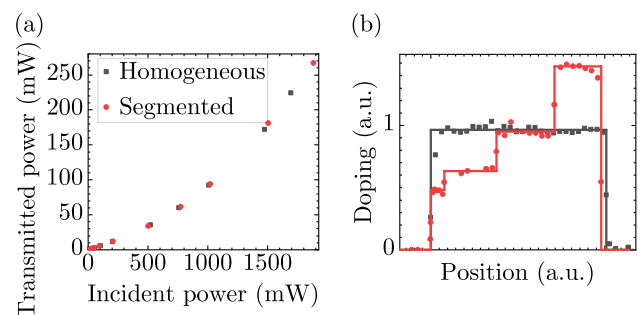 (a)
(b)
Transmitted power (mW)
250
200
150
100
50
0
Homogeneous
Segmented
0
500
1000
1500
Incident power (mW)
Doping (a.u.)
1
0
Position (a.u.)